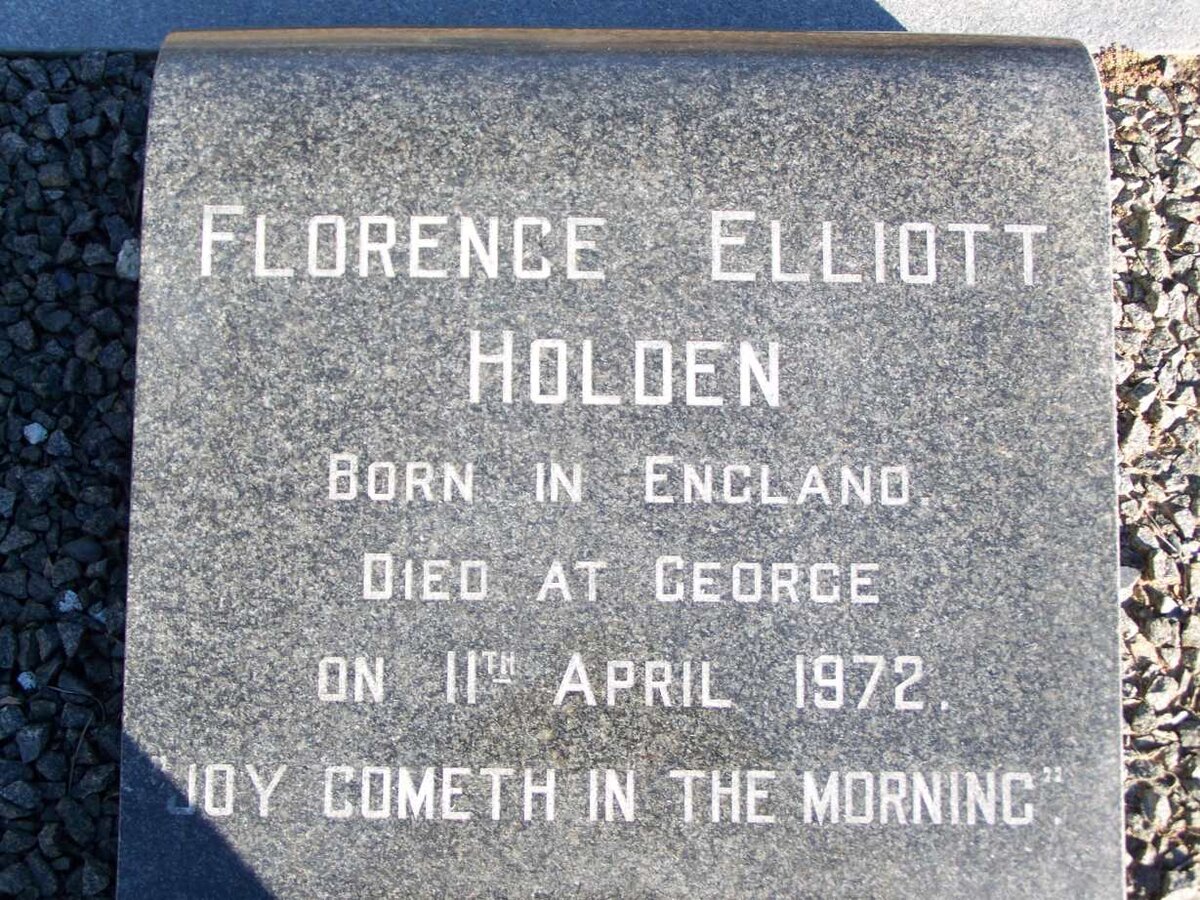 FLORENCE ELLIOTT
HOLDEN
BORN IN ENGLAND.
DIED AT GEORGE
ON 11TH APRIL 1972.
"JOY COMETH IN THE MORNING".